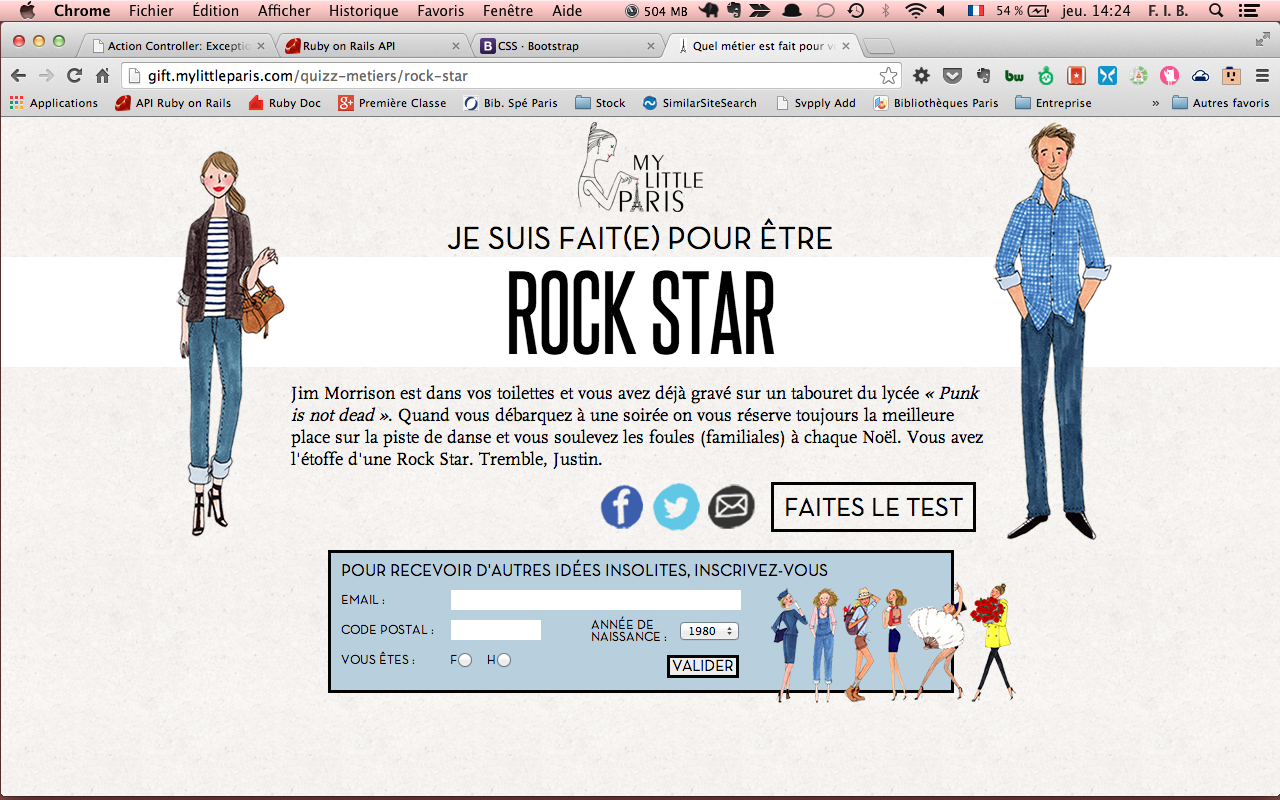 Chrome Fichier Édition Afficher Historique Favoris Fenêtre Aide 504 MB 54 % jeu. 14:24 F. I. B.
Action Controller: Exceptio Ruby on Rails API CSS · Bootstrap Quel métier est fait pour v
gift.mylittleparis.com/quizz-metiers/rock-star bw
Applications API Ruby on Rails Ruby Doc Première Classe Bib. Spé Paris Stock SimilarSiteSearch Svpply Add Bibliothèques Paris Entreprise » Autres favoris
MY
LITTLE
PARIS
JE SUIS FAIT(E) POUR ÊTRE
ROCK STAR
Jim Morrison est dans vos toilettes et vous avez déjà gravé sur un tabouret du lycée « Punk
is not dead ». Quand vous débarquez à une soirée on vous réserve toujours la meilleure
place sur la piste de danse et vous soulevez les foules (familiales) à chaque Noël. Vous avez
l'étoffe d'une Rock Star. Tremble, Justin.
FAITES LE TEST
POUR RECEVOIR D'AUTRES IDÉES INSOLITES, INSCRIVEZ-VOUS
EMAIL :
CODE POSTAL : ANNÉE DE
NAISSANCE : 1980
VOUS ÊTES : F H VALIDER